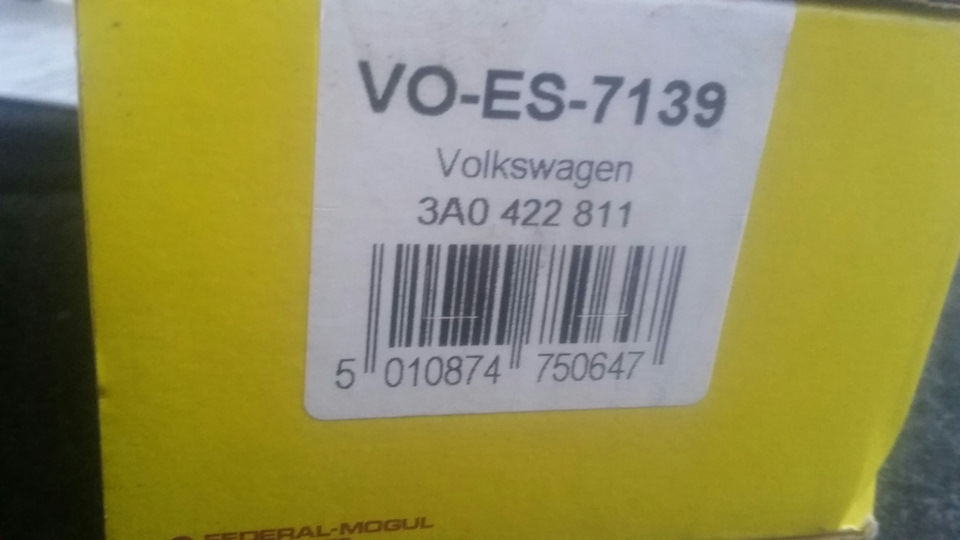 VO-ES-7139
Volkswagen
3A0 422 811
5 010874 750647
FEDERAL-MOGUL